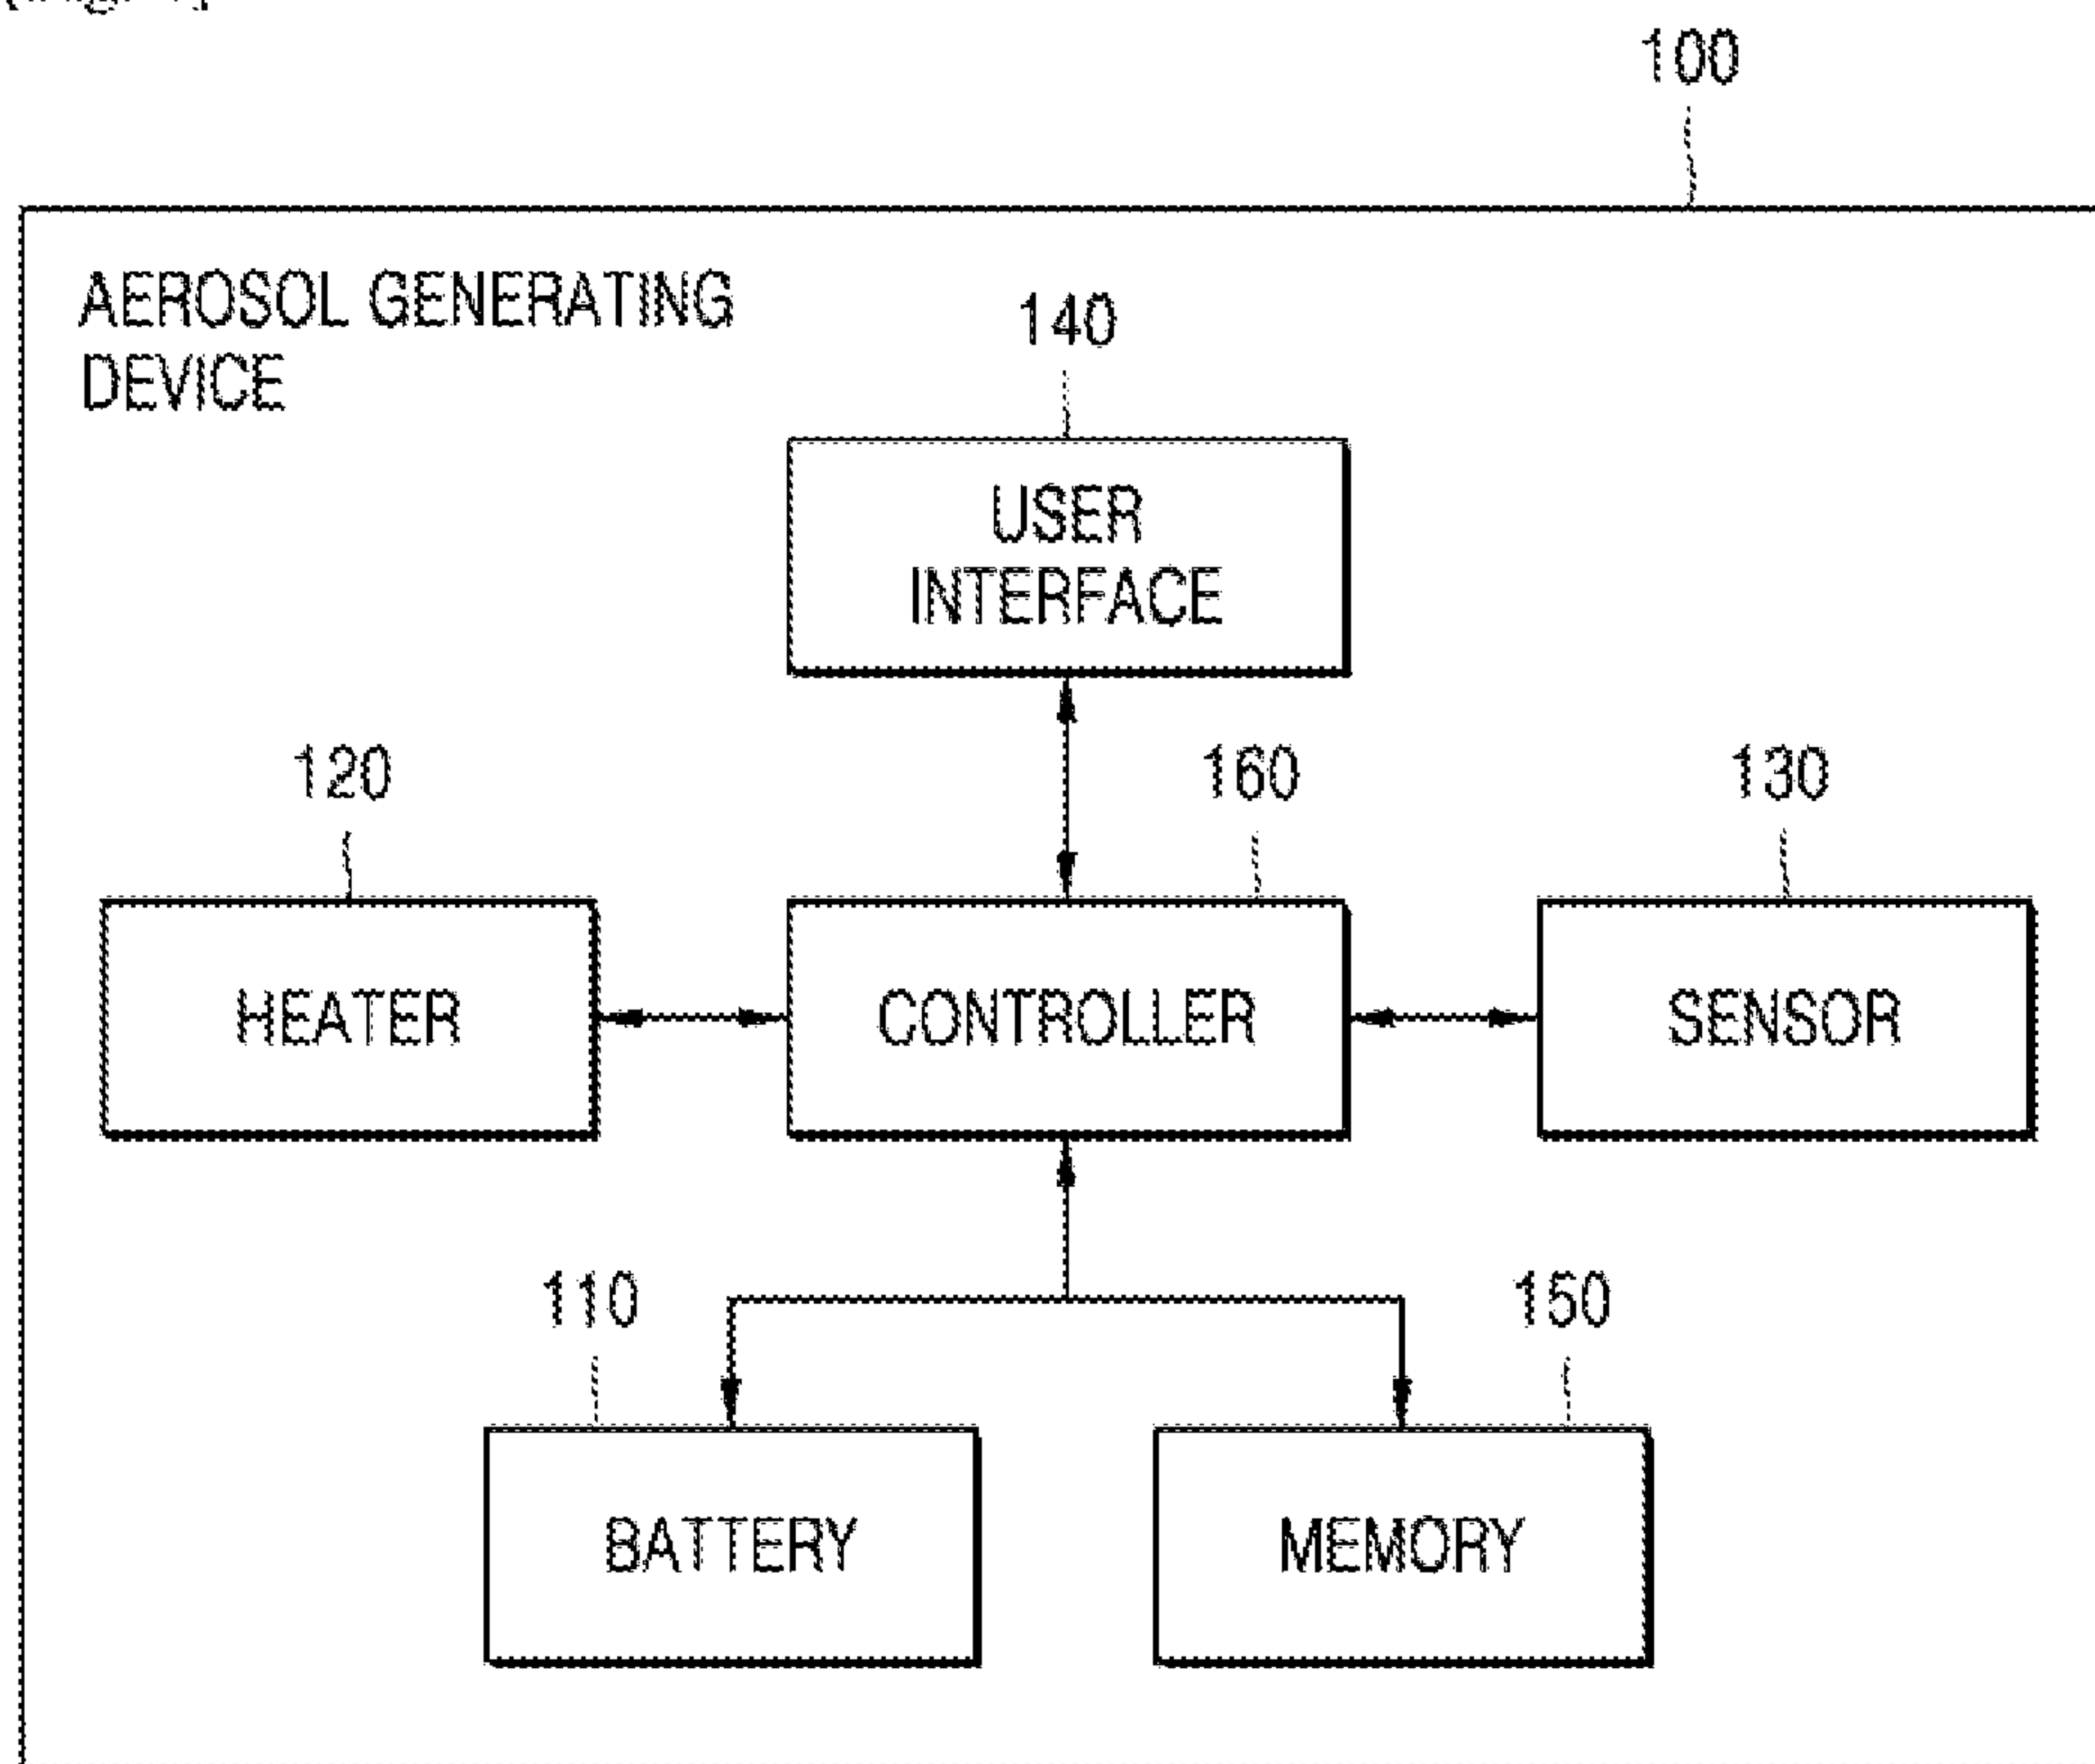 100
AEROSOL GENERATING
DEVICE
140
USER
INTERFACE
120
160
130
HEATER
CONTROLLER
SENSOR
110
150
BATTERY
MEMORY